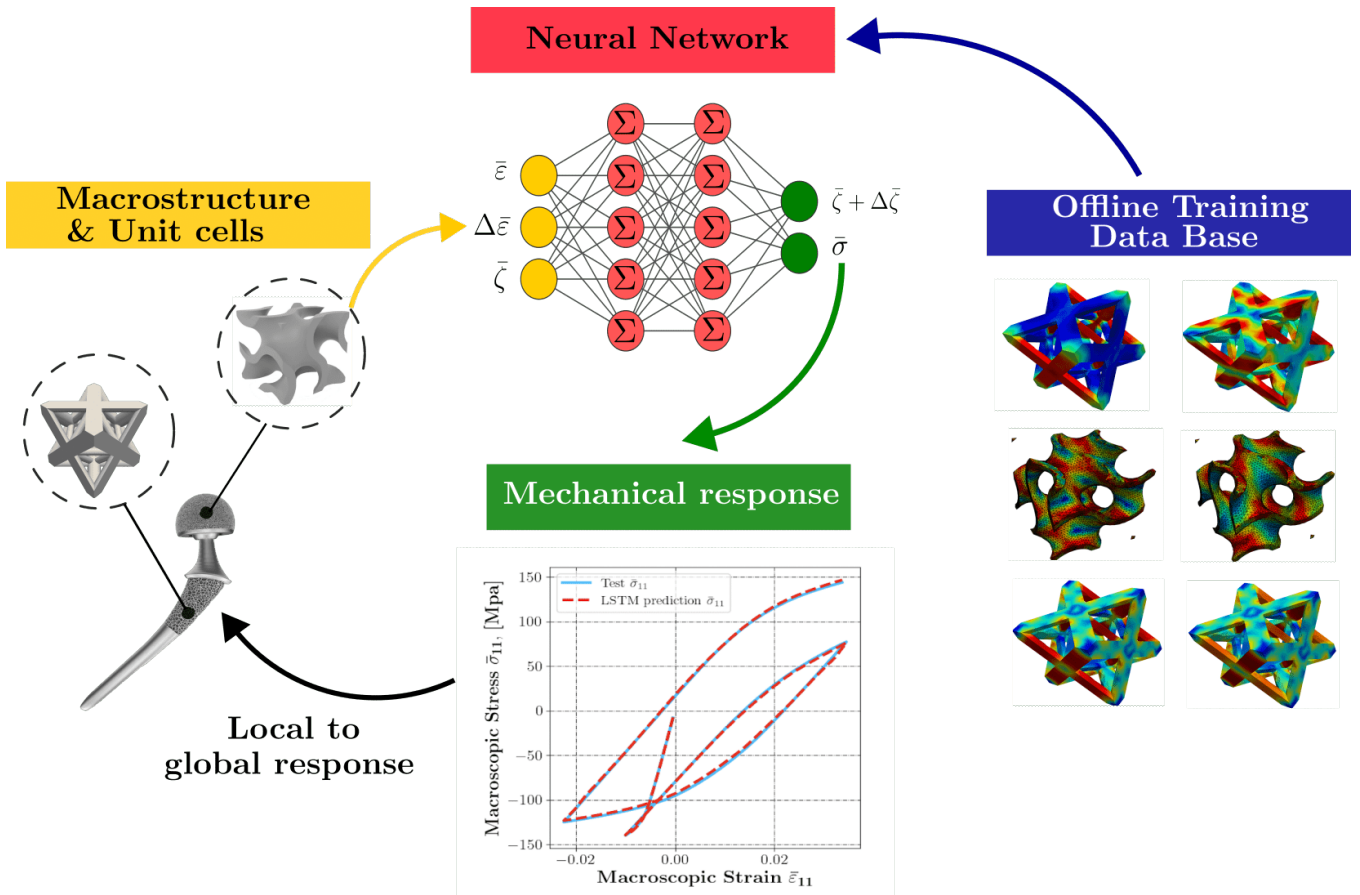 Neural Network
Macrostructure
& Unit cells
ε̄
Δε̄
ζ̄
Σ Σ
Σ Σ
Σ Σ
Σ Σ
Σ Σ
ζ̄ + Δζ̄
σ̄
Offline Training
Data Base
Mechanical response
Local to
global response
Macroscopic Stress σ̄₁₁, [Mpa]
150
100
50
0
−50
−100
−150
Test σ̄₁₁
LSTM prediction σ̄₁₁
−0.02 0.00 0.02
Macroscopic Strain ε̄₁₁